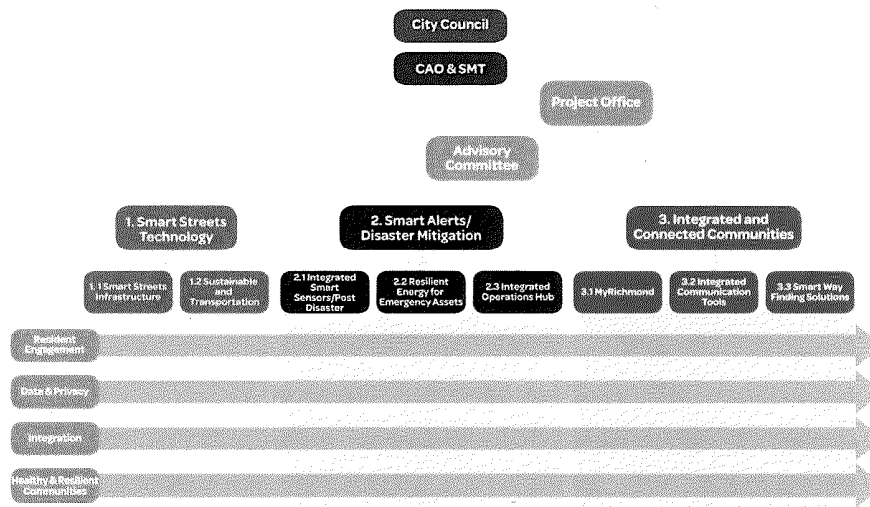 City Council
CAO & SMT
Project Office
Advisory
Committee
1. Smart Streets
Technology
2. Smart Alerts/
Disaster Mitigation
3. Integrated and
Connected Communities
1.1 Smart Streets
Infrastructure
1.2 Sustainable
and
Transportation
2.1 Integrated
Smart
Sensors/Post
Disaster
2.2 Resilient
Energy for
Emergency Assets
2.3 Integrated
Operations Hub
3.1 MyRichmond
3.2 Integrated
Communication
Tools
3.3 Smart Way
Finding Solutions
Resident
Engagement
Data & Privacy
Integration
Healthy & Resilient
Communities